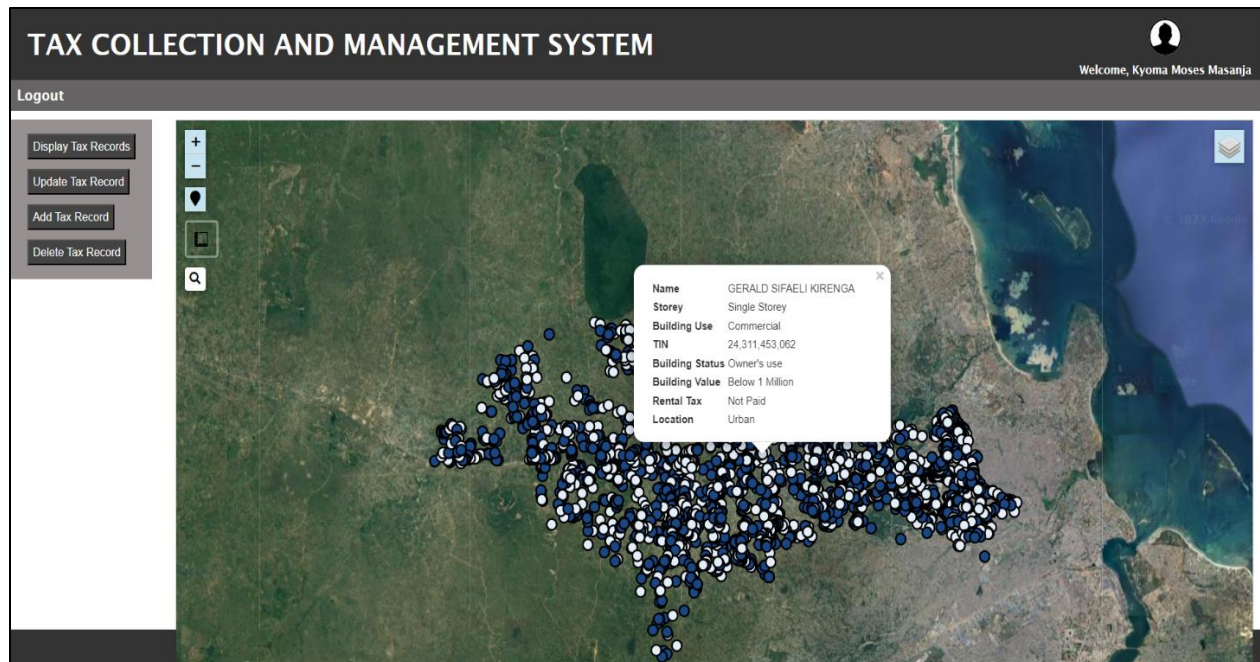 TAX COLLECTION AND MANAGEMENT SYSTEM
Welcome, Kyoma Moses Masanja
Logout
Display Tax Records
Update Tax Record
Add Tax Record
Delete Tax Record
+
−
© 2023 Google
Name GERALD SIFAELI KIRENGA
Storey Single Storey
Building Use Commercial
TIN 24,311,453,062
Building Status Owner's use
Building Value Below 1 Million
Rental Tax Not Paid
Location Urban
×